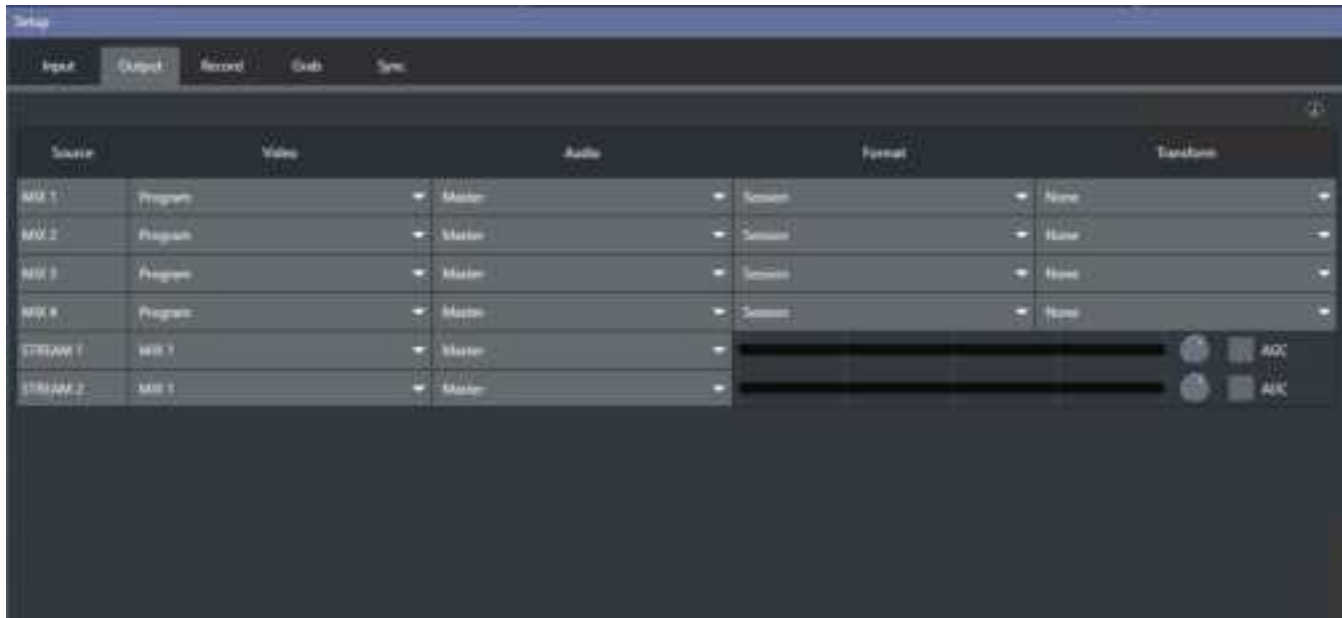 Setup
Input Output Record Grab Sync
Source Video Audio Format Transform
MIX 1 Program Master Session None
MIX 2 Program Master Session None
MIX 3 Program Master Session None
MIX 4 Program Master Session None
STREAM 1 MIX 1 Master AGC
STREAM 2 MIX 1 Master AGC